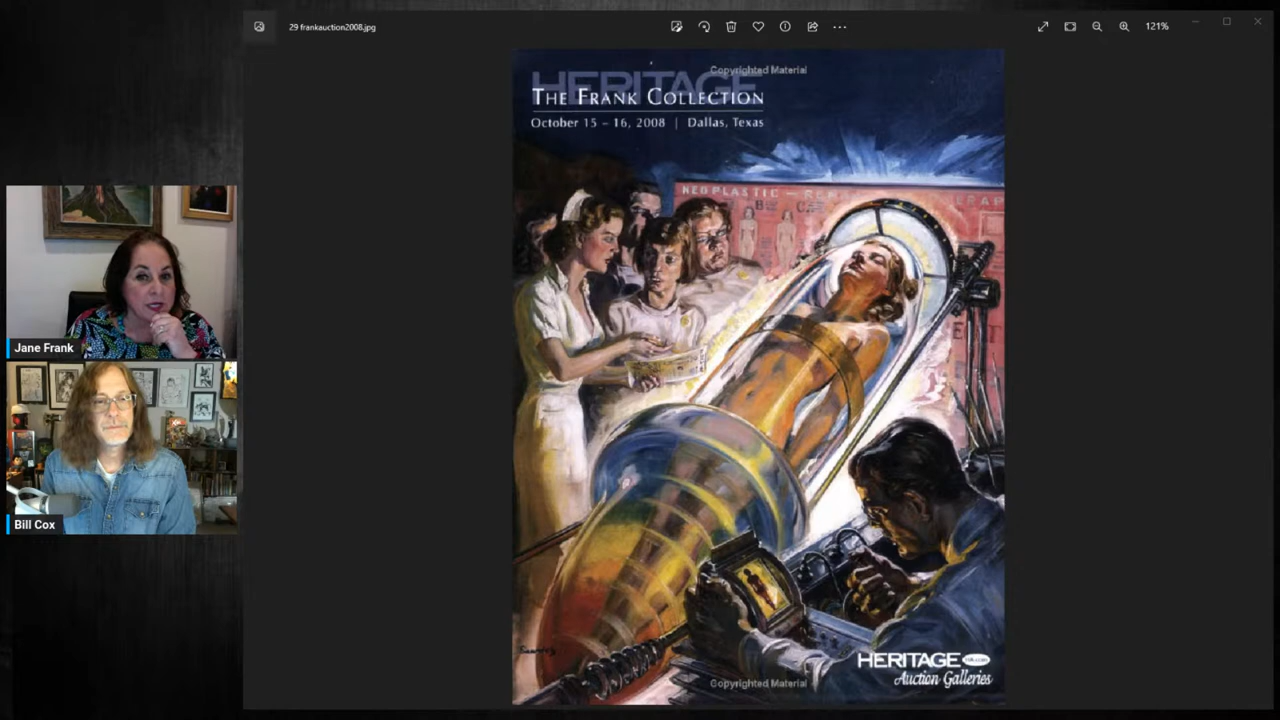 29 frankauction2008.jpg
121%
Copyrighted Material
HERITAGE
THE FRANK COLLECTION
October 15 – 16, 2008 | Dallas, Texas
NEOPLASTIC –
Jane Frank
Bill Cox
HERITAGE
Auction Galleries
Copyrighted Material